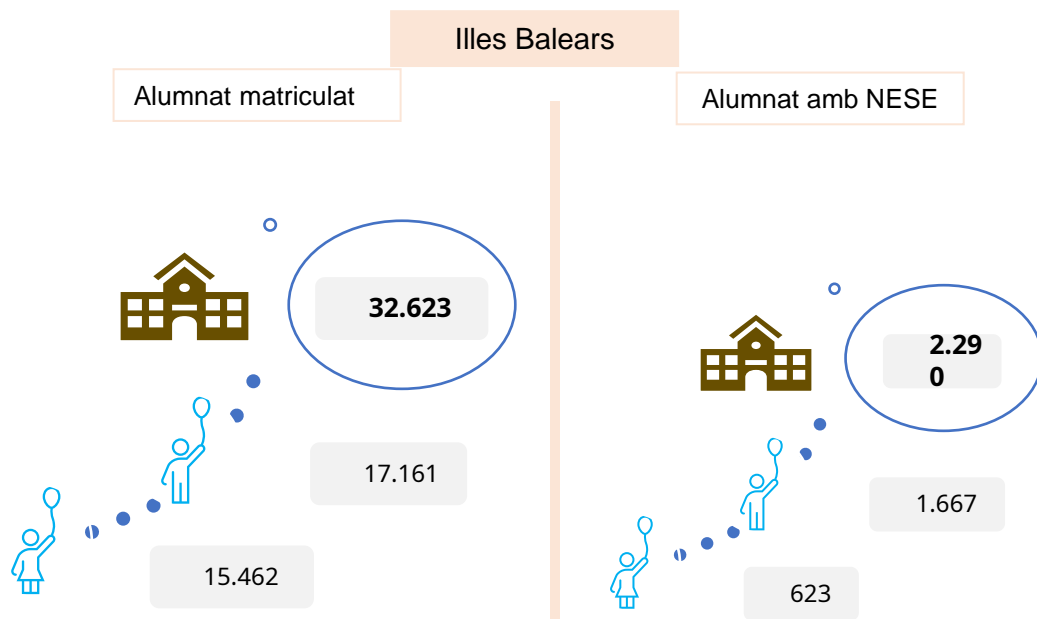 Illes Balears
Alumnat matriculat
Alumnat amb NESE
32.623
17.161
15.462
2.29
0
1.667
623